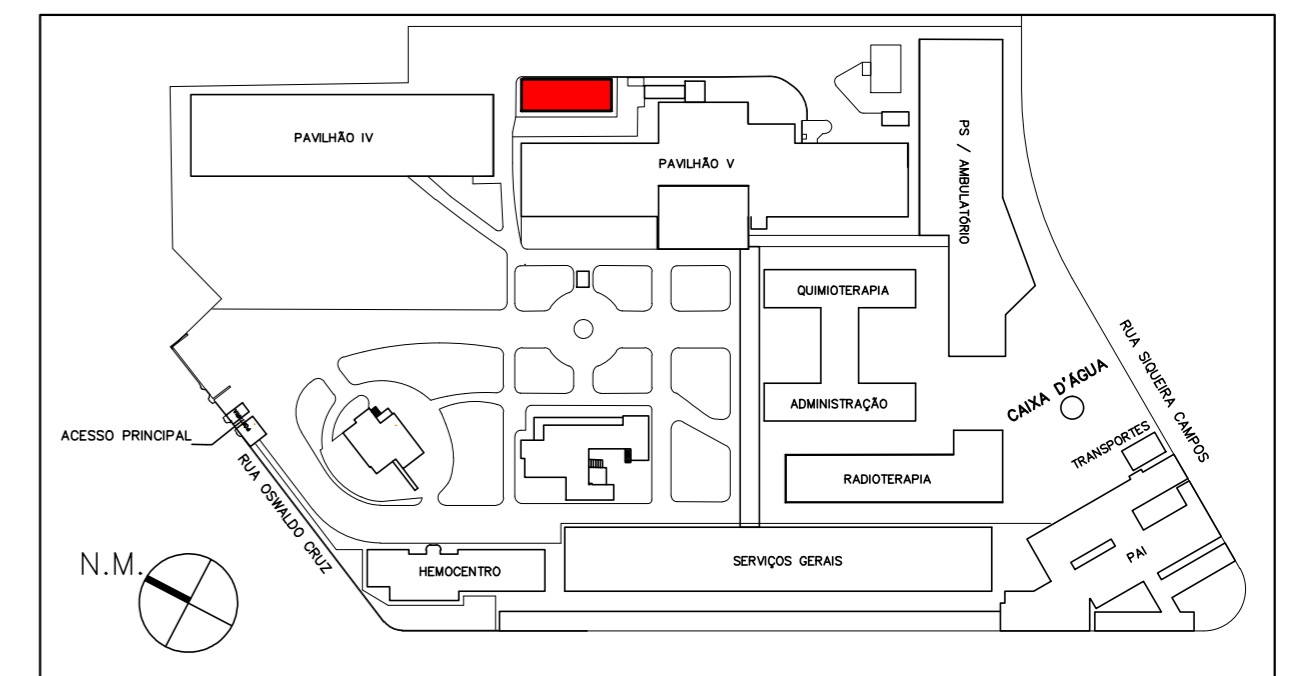 PAVILHÃO IV
PAVILHÃO V
PS / AMBULATÓRIO
QUIMIOTERAPIA
RUA SIQUEIRA CAMPOS
CAIXA D'ÁGUA
ADMINISTRAÇÃO
ACESSO PRINCIPAL
TRANSPORTES
RADIOTERAPIA
RUA OSWALDO CRUZ
N.M.
HEMOCENTRO
SERVIÇOS GERAIS
PAI